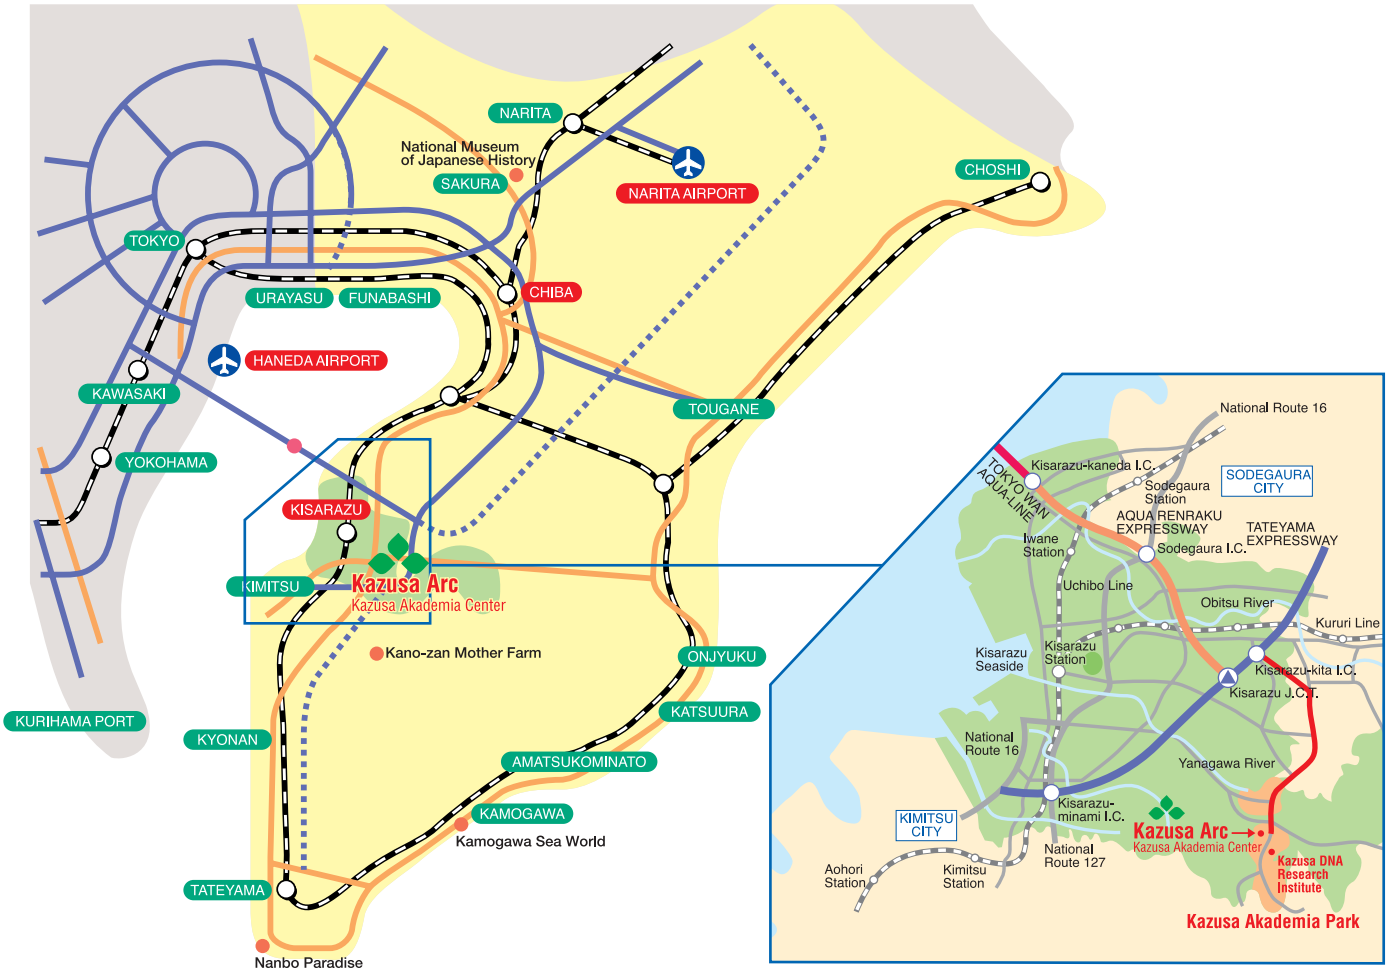 NARITA
National Museum
of Japanese History
SAKURA
NARITA AIRPORT
CHOSHI
TOKYO
URAYASU
FUNABASHI
CHIBA
HANEDA AIRPORT
KAWASAKI
TOUGANE
YOKOHAMA
KISARAZU
KIMITSU
Kazusa Arc
Kazusa Akademia Center
Kano-zan Mother Farm
ONJYUKU
KATSUURA
KURIHAMA PORT
KYONAN
AMATSUKOMINATO
KAMOGAWA
Kamogawa Sea World
TATEYAMA
Nanbo Paradise
National Route 16
Kisarazu-kaneda I.C.
TOKYO WAN
AQUA-LINE
Sodegaura
Station
SODEGAURA
CITY
AQUA RENRAKU
EXPRESSWAY
TATEYAMA
EXPRESSWAY
Iwane
Station
Sodegaura I.C.
Uchibo Line
Obitsu River
Kururi Line
Kisarazu
Station
Kisarazu
Seaside
Kisarazu-kita I.C.
Kisarazu J.C.T.
National
Route 16
Yanagawa River
Kisarazu-
minami I.C.
KIMITSU
CITY
Kazusa Arc
Kazusa Akademia Center
National
Route 127
Aohori
Station
Kimitsu
Station
Kazusa DNA
Research
Institute
Kazusa Akademia Park